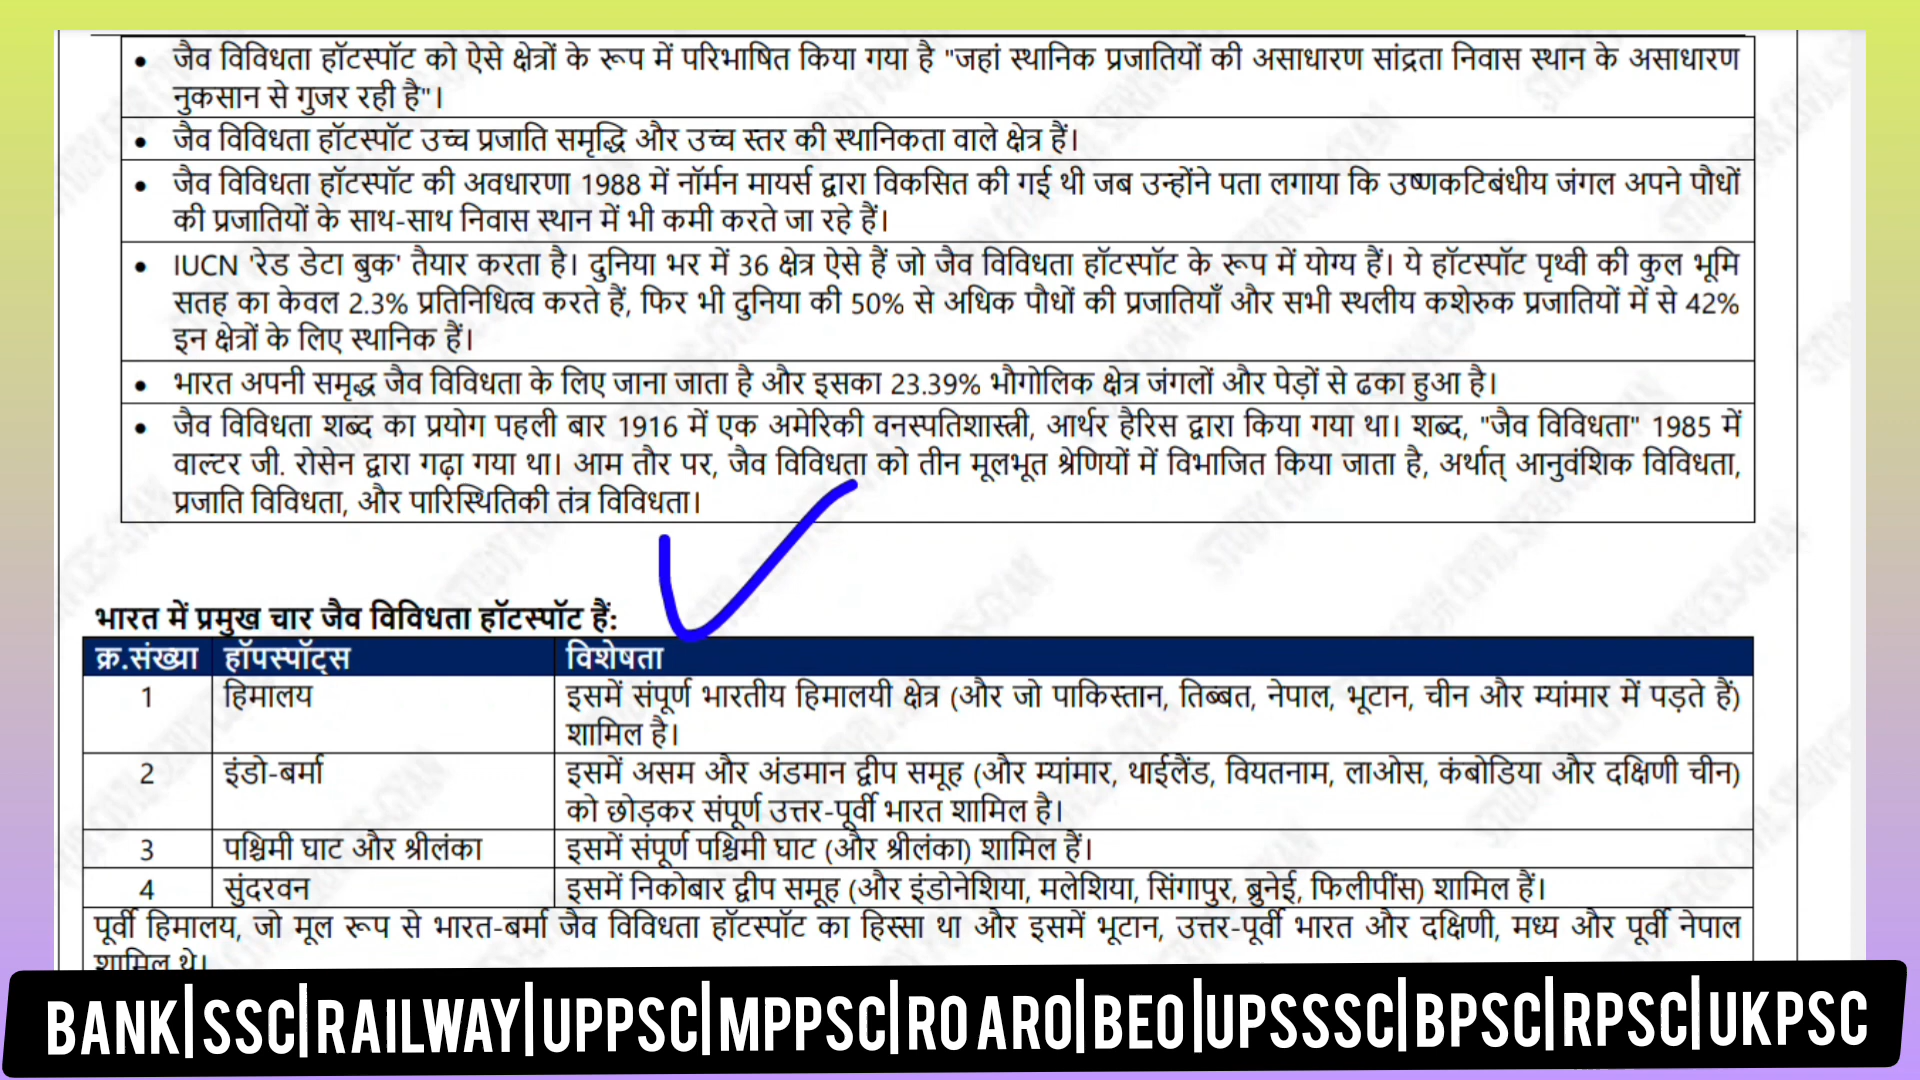 • जैव विविधता हॉटस्पॉट को ऐसे क्षेत्रों के रूप में परिभाषित किया गया है "जहां स्थानिक प्रजातियों की असाधारण सांद्रता निवास स्थान के असाधारण
नुकसान से गुजर रही है"।
• जैव विविधता हॉटस्पॉट उच्च प्रजाति समृद्धि और उच्च स्तर की स्थानिकता वाले क्षेत्र हैं।
• जैव विविधता हॉटस्पॉट की अवधारणा 1988 में नॉर्मन मायर्स द्वारा विकसित की गई थी जब उन्होंने पता लगाया कि उष्णकटिबंधीय जंगल अपने पौधों
की प्रजातियों के साथ-साथ निवास स्थान में भी कमी करते जा रहे हैं।
• IUCN 'रेड डेटा बुक' तैयार करता है। दुनिया भर में 36 क्षेत्र ऐसे हैं जो जैव विविधता हॉटस्पॉट के रूप में योग्य हैं। ये हॉटस्पॉट पृथ्वी की कुल भूमि
सतह का केवल 2.3% प्रतिनिधित्व करते हैं, फिर भी दुनिया की 50% से अधिक पौधों की प्रजातियाँ और सभी स्थलीय कशेरुक प्रजातियों में से 42%
इन क्षेत्रों के लिए स्थानिक हैं।
• भारत अपनी समृद्ध जैव विविधता के लिए जाना जाता है और इसका 23.39% भौगोलिक क्षेत्र जंगलों और पेड़ों से ढका हुआ है।
• जैव विविधता शब्द का प्रयोग पहली बार 1916 में एक अमेरिकी वनस्पतिशास्त्री, आर्थर हैरिस द्वारा किया गया था। शब्द, "जैव विविधता" 1985 में
वाल्टर जी. रोसेन द्वारा गढ़ा गया था। आम तौर पर, जैव विविधता को तीन मूलभूत श्रेणियों में विभाजित किया जाता है, अर्थात् आनुवंशिक विविधता,
प्रजाति विविधता, और पारिस्थितिकी तंत्र विविधता।
भारत में प्रमुख चार जैव विविधता हॉटस्पॉट हैं:
क्र.संख्या हॉपस्पॉट्स विशेषता
1 हिमालय इसमें संपूर्ण भारतीय हिमालयी क्षेत्र (और जो पाकिस्तान, तिब्बत, नेपाल, भूटान, चीन और म्यांमार में पड़ते हैं)
शामिल है।
2 इंडो-बर्मा इसमें असम और अंडमान द्वीप समूह (और म्यांमार, थाईलैंड, वियतनाम, लाओस, कंबोडिया और दक्षिणी चीन)
को छोड़कर संपूर्ण उत्तर-पूर्वी भारत शामिल है।
3 पश्चिमी घाट और श्रीलंका इसमें संपूर्ण पश्चिमी घाट (और श्रीलंका) शामिल हैं।
4 सुंदरवन इसमें निकोबार द्वीप समूह (और इंडोनेशिया, मलेशिया, सिंगापुर, ब्रुनेई, फिलीपींस) शामिल हैं।
पूर्वी हिमालय, जो मूल रूप से भारत-बर्मा जैव विविधता हॉटस्पॉट का हिस्सा था और इसमें भूटान, उत्तर-पूर्वी भारत और दक्षिणी, मध्य और पूर्वी नेपाल
शामिल थे।
BANK|SSC|RAILWAY|UPPSC|MPPSC|RO ARO|BEO|UPSSSC|BPSC|RPSC|UKPSC